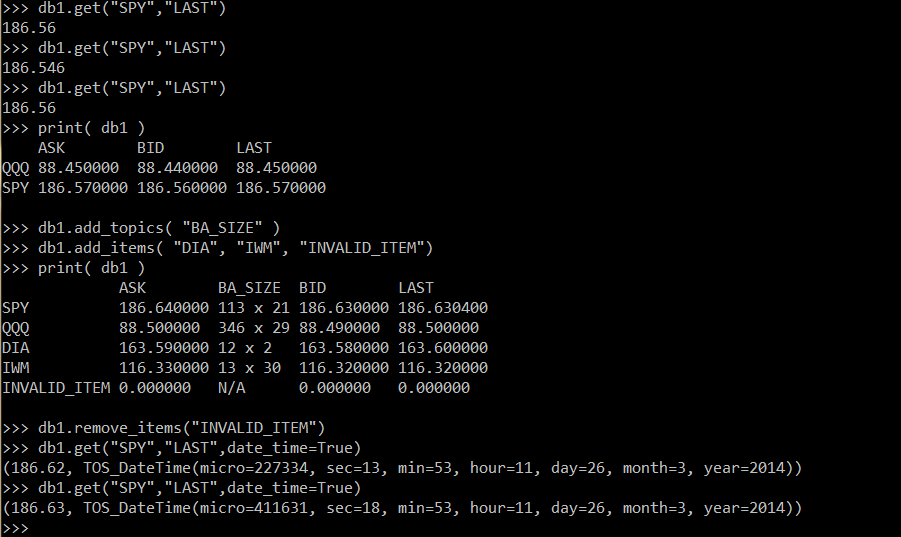 >>> db1.get("SPY","LAST")
186.56
>>> db1.get("SPY","LAST")
186.546
>>> db1.get("SPY","LAST")
186.56
>>> print( db1 )
    ASK        BID        LAST
QQQ 88.450000  88.440000  88.450000
SPY 186.570000 186.560000 186.570000
>>> db1.add_topics( "BA_SIZE" )
>>> db1.add_items( "DIA", "IWM", "INVALID_ITEM")
>>> print( db1 )
             ASK        BA_SIZE  BID        LAST
SPY          186.640000 113 x 21 186.630000 186.630400
QQQ          88.500000  346 x 29 88.490000  88.500000
DIA          163.590000 12 x 2   163.580000 163.600000
IWM          116.330000 13 x 30  116.320000 116.320000
INVALID_ITEM 0.000000   N/A      0.000000   0.000000
>>> db1.remove_items("INVALID_ITEM")
>>> db1.get("SPY","LAST",date_time=True)
(186.62, TOS_DateTime(micro=227334, sec=13, min=53, hour=11, day=26, month=3, year=2014))
>>> db1.get("SPY","LAST",date_time=True)
(186.63, TOS_DateTime(micro=411631, sec=18, min=53, hour=11, day=26, month=3, year=2014))
>>>